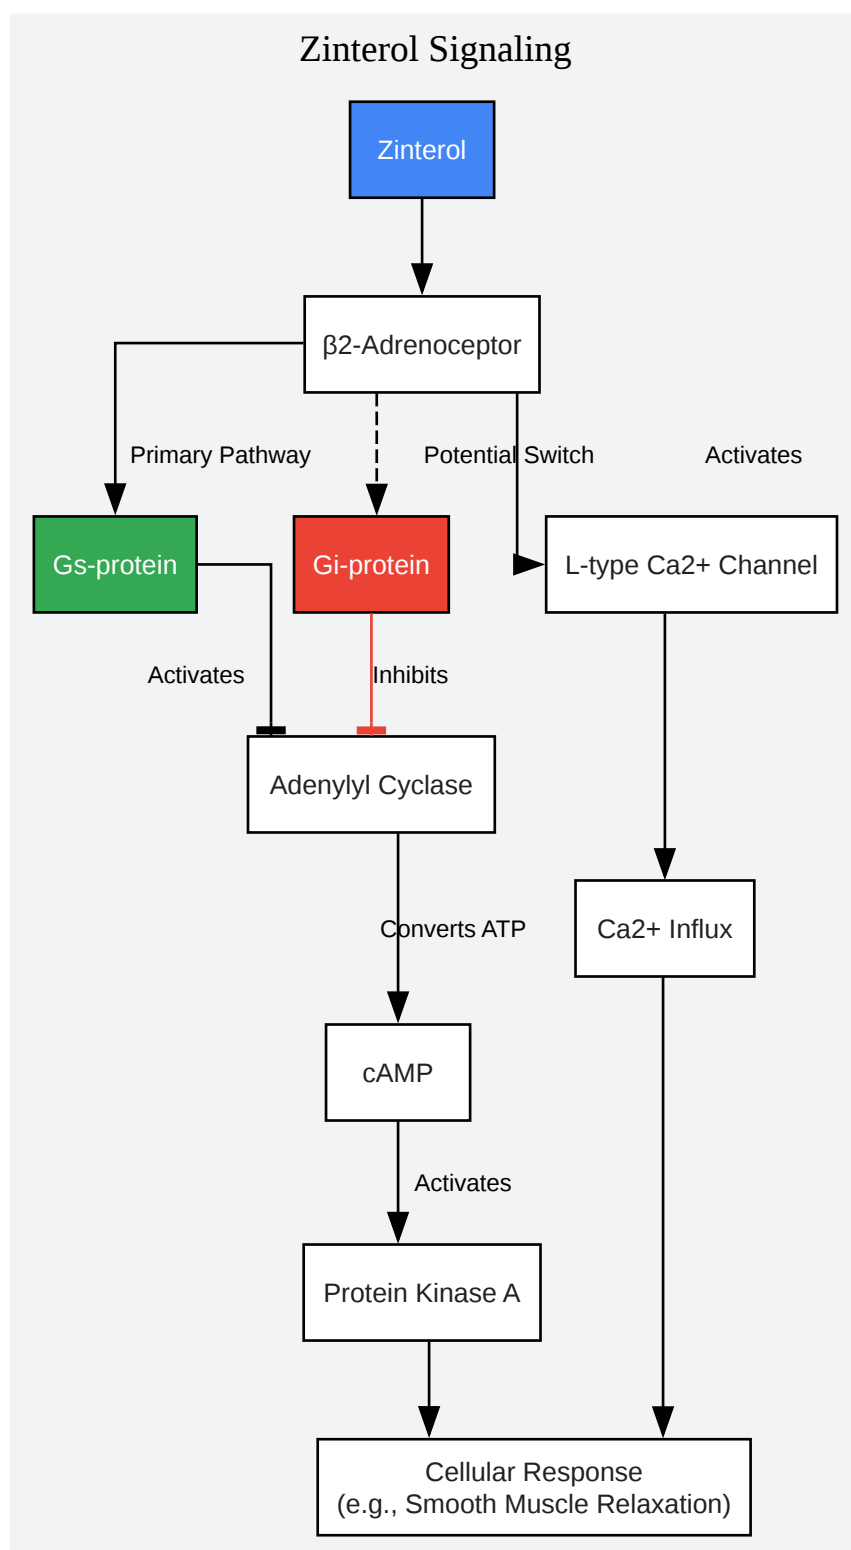 Zinterol Signaling
Zinterol
β2-Adrenoceptor
Primary Pathway
Potential Switch
Activates
Gs-protein
Gi-protein
L-type Ca2+ Channel
Activates
Inhibits
Adenylyl Cyclase
Converts ATP
Ca2+ Influx
cAMP
Activates
Protein Kinase A
Cellular Response
(e.g., Smooth Muscle Relaxation)